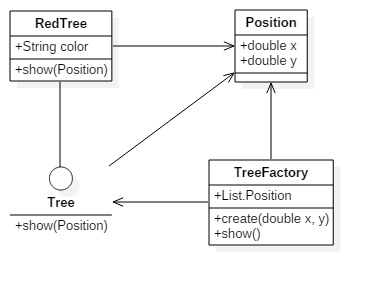 RedTree
+String color
+show(Position)
Position
+double x
+double y
Tree
+show(Position)
TreeFactory
+List.Position
+create(double x, y)
+show()